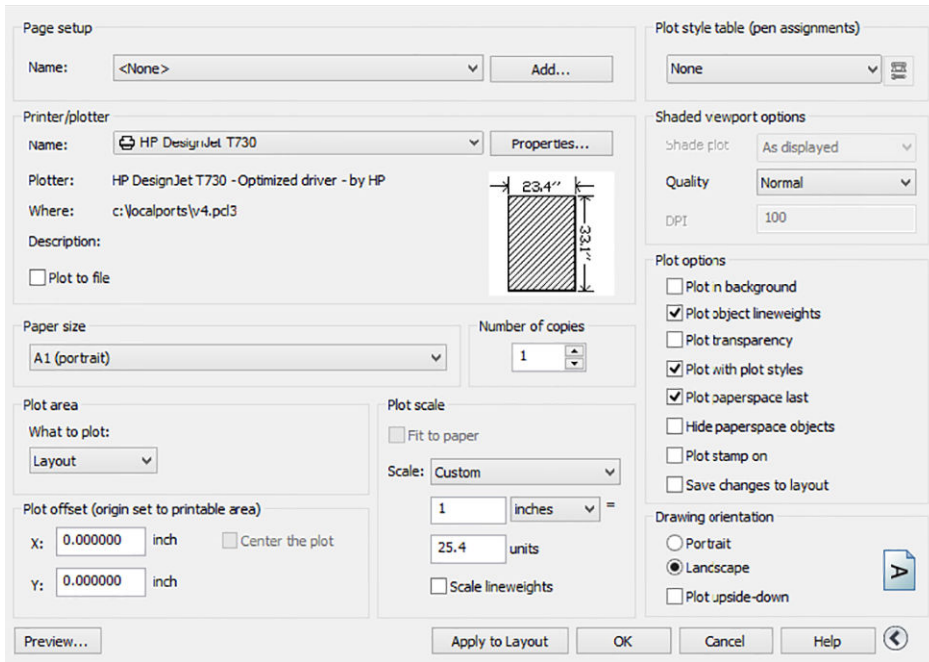 Page setup
Name: <None> Add...
Printer/plotter
Name: HP DesignJet T730 Properties...
Plotter: HP DesignJet T730 - Optimized driver - by HP
Where: c:\localports\v4.pcl3
Description:
Plot to file
23.4''
33.1''
Paper size
A1 (portrait)
Number of copies
1
Plot area
What to plot:
Layout
Plot offset (origin set to printable area)
X: 0.000000 inch Center the plot
Y: 0.000000 inch
Plot scale
Fit to paper
Scale: Custom
1 inches =
25.4 units
Scale lineweights
Plot style table (pen assignments)
None
Shaded viewport options
Shade plot As displayed
Quality Normal
DPI 100
Plot options
Plot in background
Plot object lineweights
Plot transparency
Plot with plot styles
Plot paperspace last
Hide paperspace objects
Plot stamp on
Save changes to layout
Drawing orientation
Portrait
Landscape
A
Plot upside-down
Preview... Apply to Layout OK Cancel Help